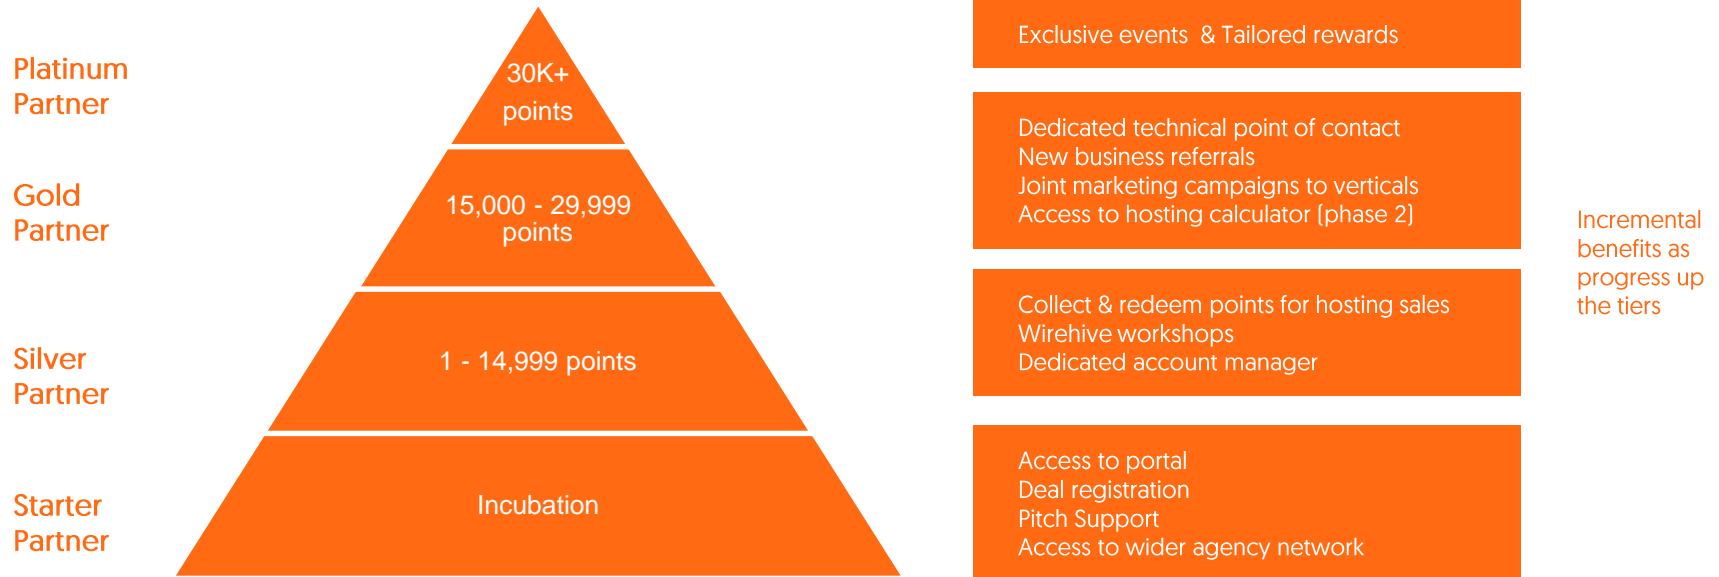 Platinum
Partner
30K+
points
Exclusive events & Tailored rewards
Gold
Partner
15,000 - 29,999
points
Dedicated technical point of contact
New business referrals
Joint marketing campaigns to verticals
Access to hosting calculator (phase 2)
Silver
Partner
1 - 14,999 points
Collect & redeem points for hosting sales
Wirehive workshops
Dedicated account manager
Starter
Partner
Incubation
Access to portal
Deal registration
Pitch Support
Access to wider agency network
Incremental
benefits as
progress up
the tiers